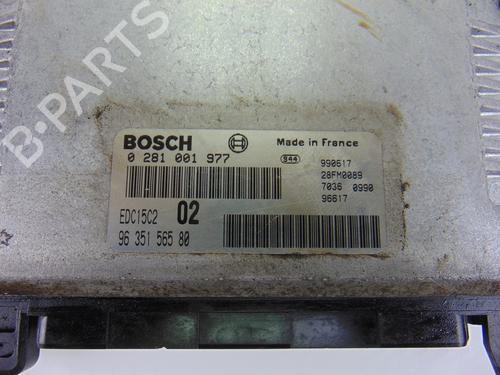 B-PARTS
BOSCH
Made in France
0 281 001 977
S44
990617
28FM0089
7036 0990
96617
EDC15C2 02
96 351 565 80